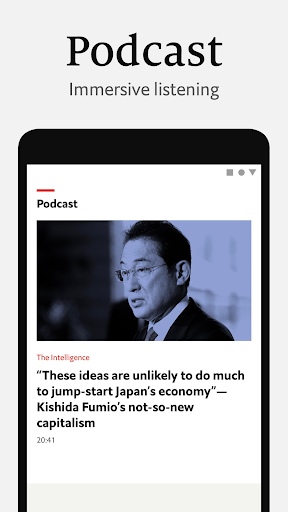 Podcast
Immersive listening
Podcast
The Intelligence
“These ideas are unlikely to do much
to jump-start Japan’s economy”—
Kishida Fumio’s not-so-new
capitalism
20:41